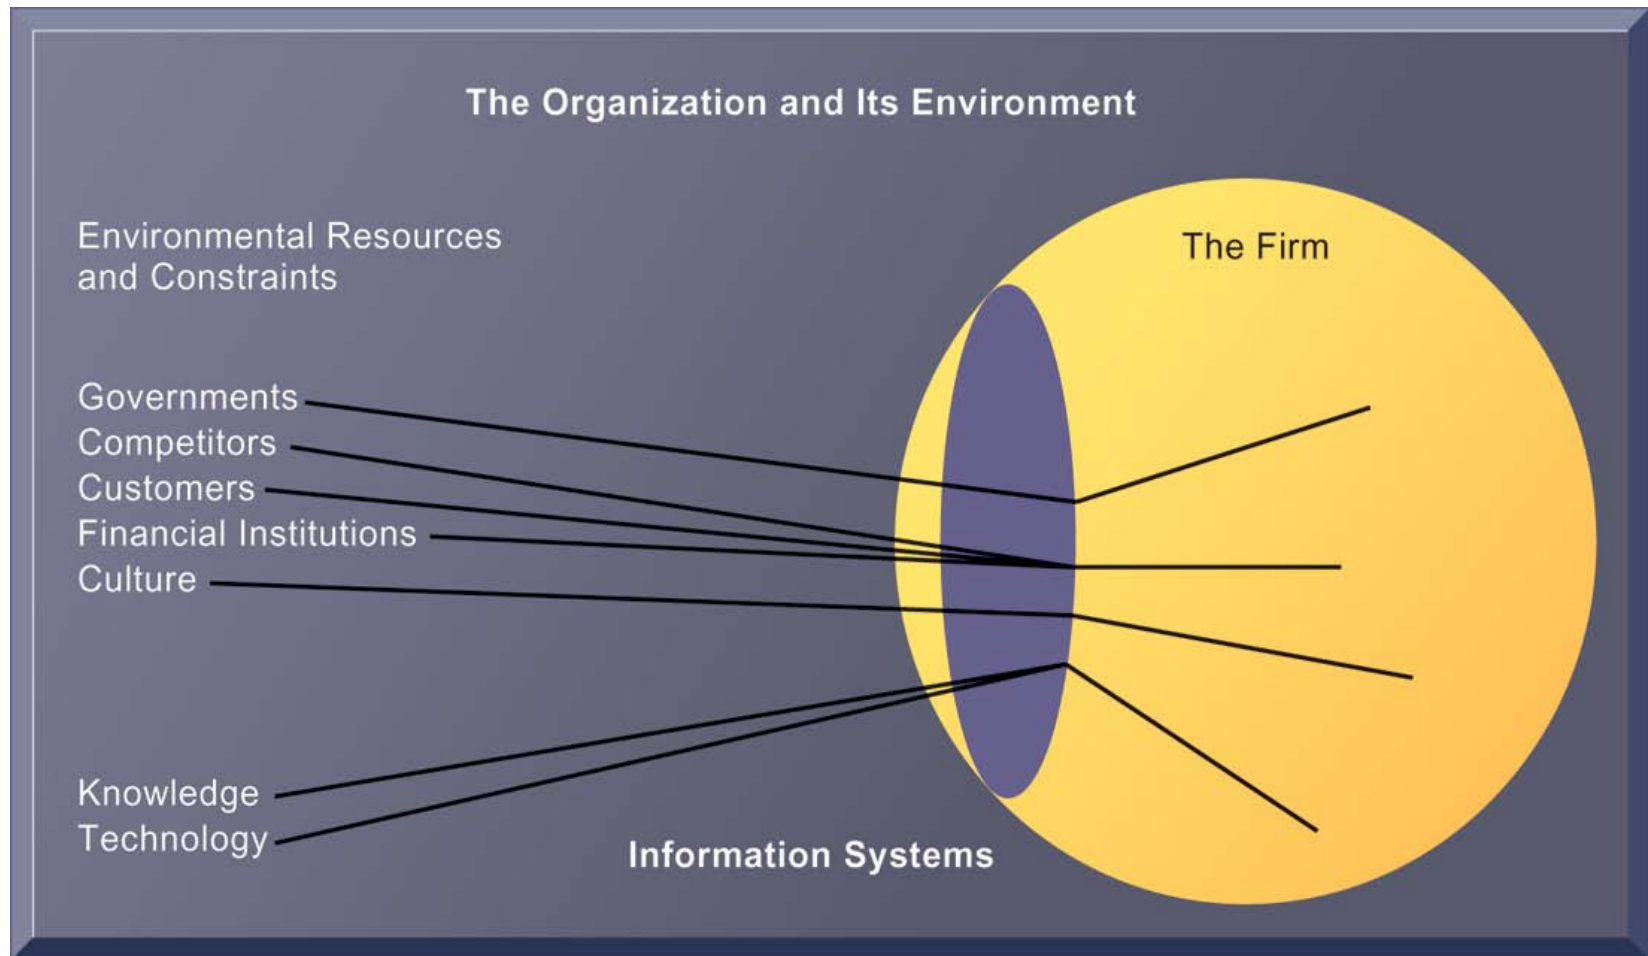 The Organization and Its Environment
Environmental Resources
and Constraints
The Firm
Governments
Competitors
Customers
Financial Institutions
Culture
Knowledge
Technology
Information Systems